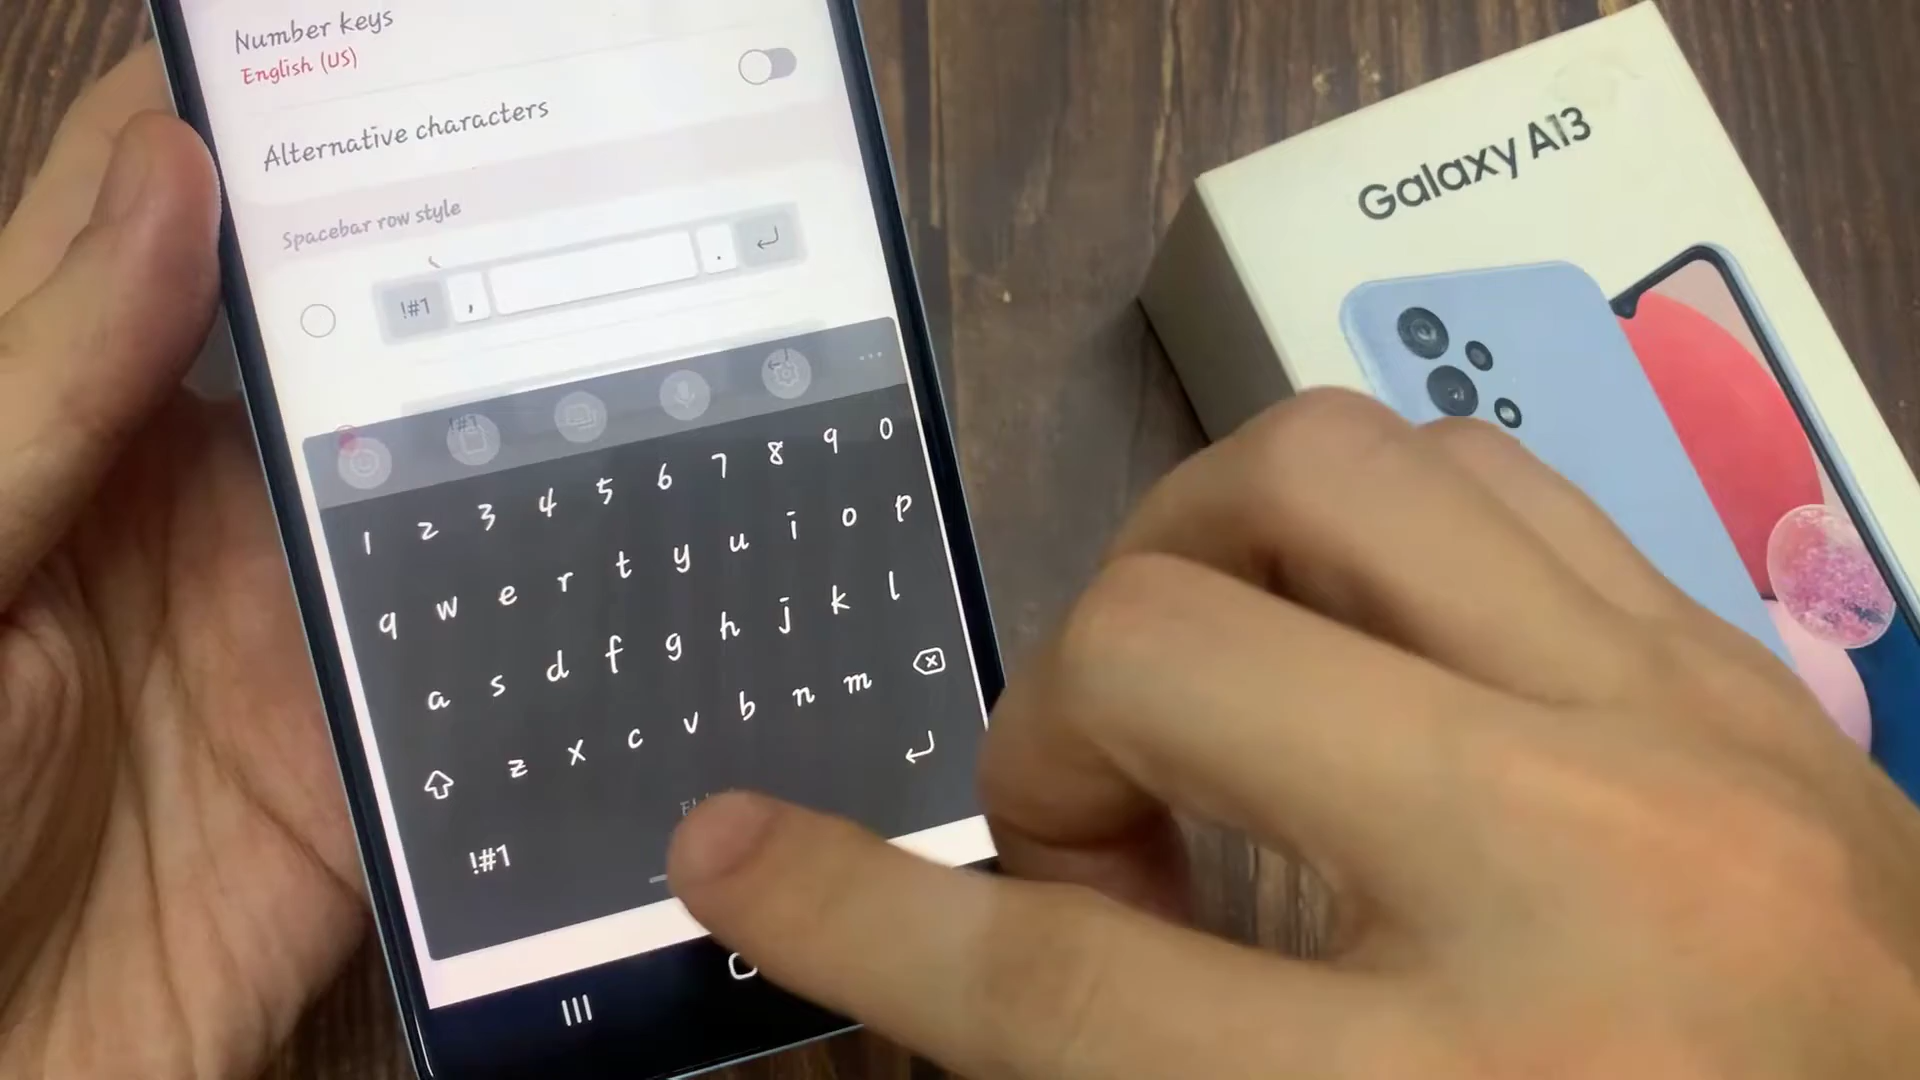 Number keys
English (US)
Alternative characters
Spacebar row style
!#1 , .
!#1
1 2 3 4 5 6 7 8 9 0
q w e r t y u i o p
a s d f g h j k l
z x c v b n m
!#1
Galaxy A13